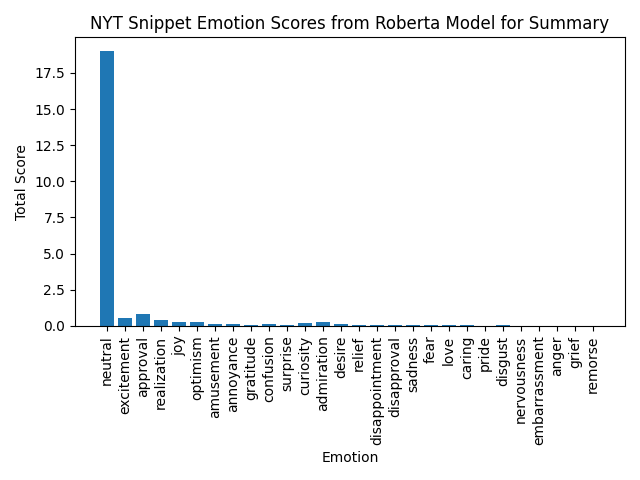 NYT Snippet Emotion Scores from Roberta Model for Summary
17.5
15.0
12.5
10.0
7.5
5.0
2.5
0.0
Total Score
neutral
excitement
approval
realization
joy
optimism
amusement
annoyance
gratitude
confusion
surprise
curiosity
admiration
desire
relief
disappointment
disapproval
sadness
fear
love
caring
pride
disgust
nervousness
embarrassment
anger
grief
remorse
Emotion